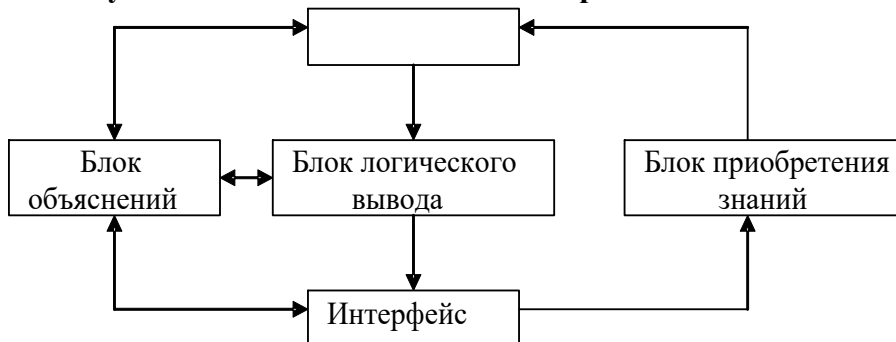 Блок
объяснений
Блок логического
вывода
Блок приобретения
знаний
Интерфейс